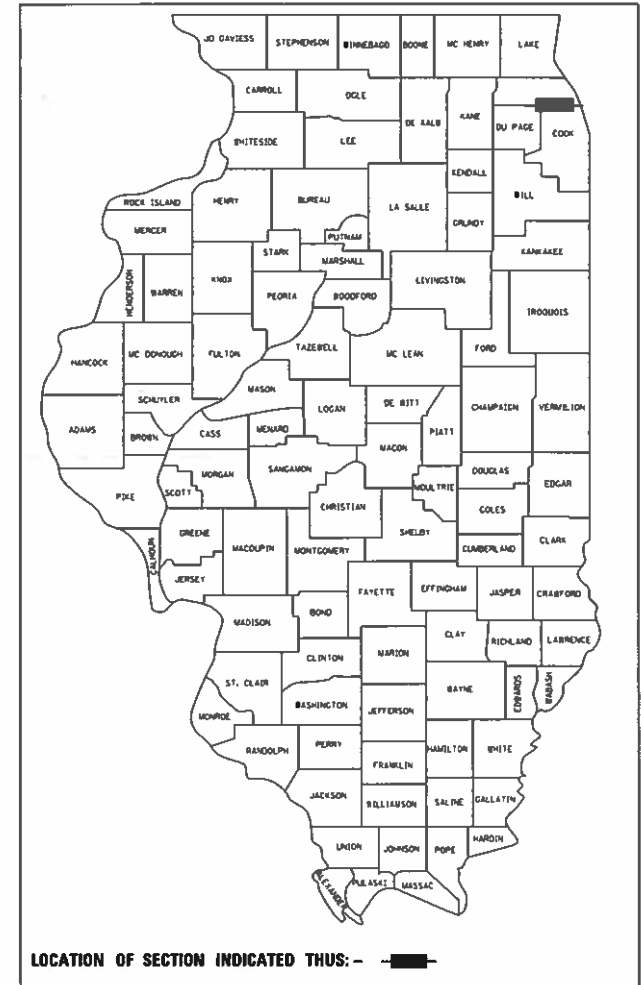 JO DAVIESS STEPHENSON WINNEBAGO BOONE MC HENRY LAKE
CARROLL OGLE DE KALB KANE DU PAGE COOK
WHITESIDE LEE KENDALL WILL
ROCK ISLAND HENRY BUREAU LA SALLE GRUNDY
MERCER PUTNAM KANKAKEE
STARK MARSHALL
HENDERSON WARREN KNOX PEORIA WOODFORD LIVINGSTON IROQUOIS
HANCOCK MC DONOUGH FULTON TAZEWELL MC LEAN FORD
SCHUYLER MASON LOGAN DE WITT CHAMPAIGN VERMILION
ADAMS BROWN CASS MENARD MACON PIATT
SANGAMON DOUGLAS
PIKE SCOTT MORGAN CHRISTIAN MOULTRIE EDGAR
COLES
CALHOUN GREENE MACOUPIN MONTGOMERY SHELBY CUMBERLAND CLARK
JERSEY FAYETTE EFFINGHAM JASPER CRAWFORD
MADISON BOND
CLAY RICHLAND LAWRENCE
CLINTON MARION
ST. CLAIR WAYNE EDWARDS WABASH
MONROE WASHINGTON JEFFERSON
RANDOLPH PERRY HAMILTON WHITE
FRANKLIN
JACKSON WILLIAMSON SALINE GALLATIN
UNION JOHNSON POPE HARDIN
ALEXANDER PULASKI MASSAC
LOCATION OF SECTION INDICATED THUS: -